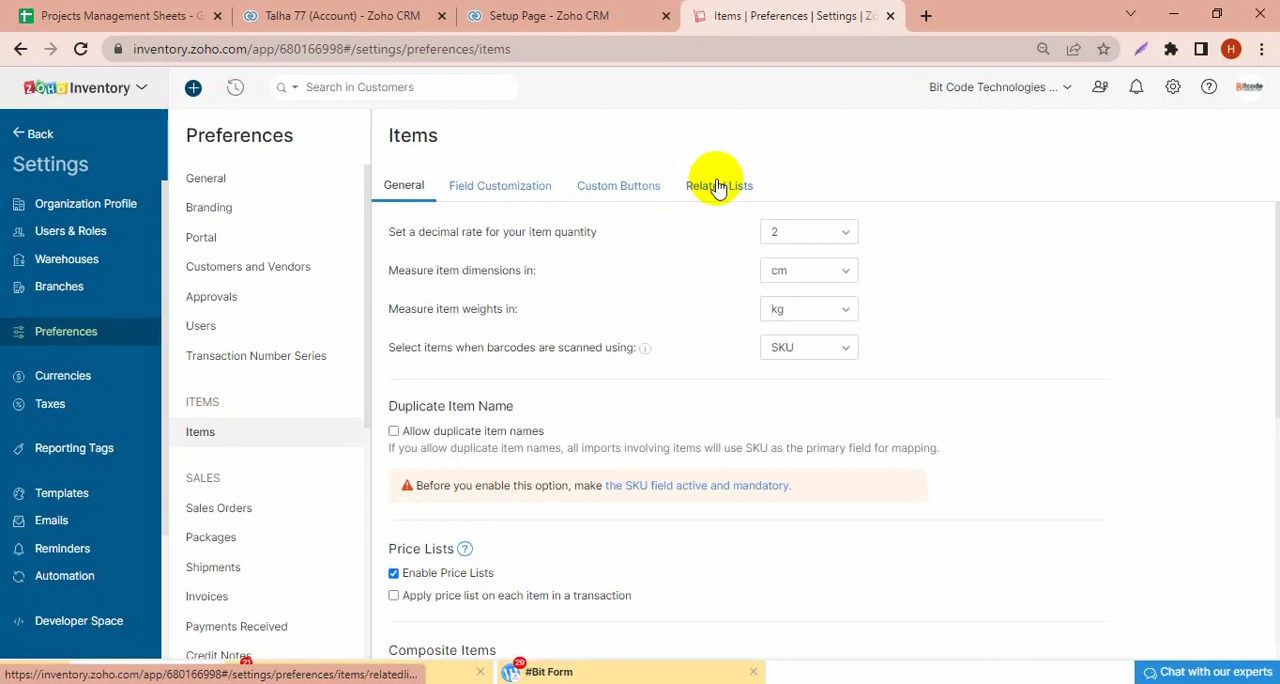 Projects Management Sheets - G
Talha 77 (Account) - Zoho CRM
Setup Page - Zoho CRM
Items | Preferences | Settings | Zo
inventory.zoho.com/app/680166998#/settings/preferences/items
H
ZOHO Inventory
Search in Customers
Bit Code Technologies ...
Bitcode
Back
Settings
Organization Profile
Users & Roles
Warehouses
Branches
Preferences
Currencies
Taxes
Reporting Tags
Templates
Emails
Reminders
Automation
Developer Space
Preferences
General
Branding
Portal
Customers and Vendors
Approvals
Users
Transaction Number Series
ITEMS
Items
SALES
Sales Orders
Packages
Shipments
Invoices
Payments Received
Credit Notes
Items
General
Field Customization
Custom Buttons
Related Lists
Set a decimal rate for your item quantity
2
Measure item dimensions in:
cm
Measure item weights in:
kg
Select items when barcodes are scanned using:
SKU
Duplicate Item Name
Allow duplicate item names
If you allow duplicate item names, all imports involving items will use SKU as the primary field for mapping.
Before you enable this option, make the SKU field active and mandatory.
Price Lists
Enable Price Lists
Apply price list on each item in a transaction
Composite Items
https://inventory.zoho.com/app/680166998#/settings/preferences/items/relatedli...
21
29
#Bit Form
Chat with our experts